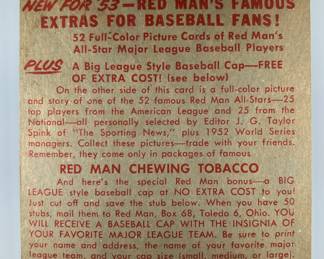 NEW FOR '53—RED MAN'S FAMOUS
EXTRAS FOR BASEBALL FANS!
52 Full-Color Picture Cards of Red Man's
All-Star Major League Baseball Players
PLUS A Big League Style Baseball Cap—FREE
OF EXTRA COST! (see below)
On the other side of this card is a full-color picture
and story of one of the 52 famous Red Man All-Stars—25
top players from the American League and 25 from the
National—all personally selected by Editor J. G. Taylor
Spink of "The Sporting News," plus 1952 World Series
managers. Collect these pictures—trade with your friends.
Remember, they come only in packages of famous
RED MAN CHEWING TOBACCO
And here's the special Red Man bonus—a BIG
LEAGUE style baseball cap at NO EXTRA COST to you!
Just cut off and save the stub below. When you have 50
stubs, mail them to Red Man, Box 68, Toledo 6, Ohio. YOU
WILL RECEIVE A BASEBALL CAP WITH THE INSIGNIA OF
YOUR FAVORITE MAJOR LEAGUE TEAM. Be sure to print
your name and address, the name of your favorite major
league team, and your cap size (small, medium, or large).